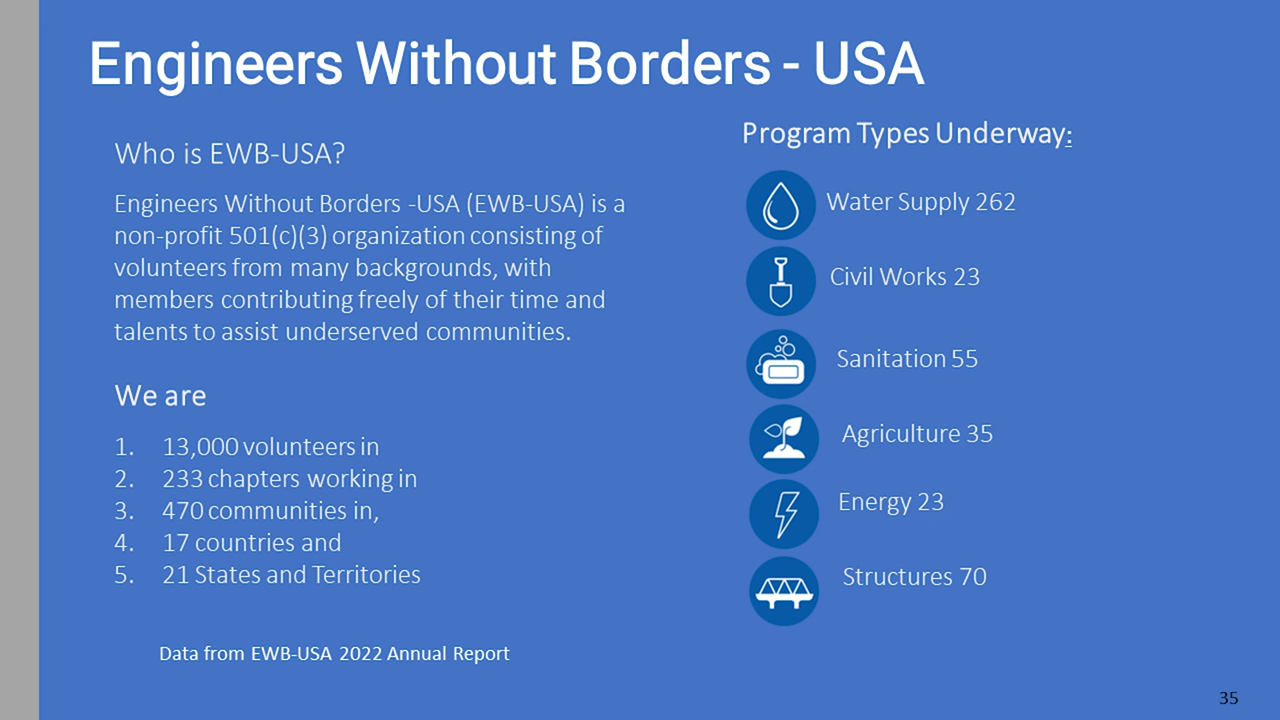 Engineers Without Borders - USA
Who is EWB-USA?
Engineers Without Borders -USA (EWB-USA) is a
non-profit 501(c)(3) organization consisting of
volunteers from many backgrounds, with
members contributing freely of their time and
talents to assist underserved communities.
We are
1. 13,000 volunteers in
2. 233 chapters working in
3. 470 communities in,
4. 17 countries and
5. 21 States and Territories
Data from EWB-USA 2022 Annual Report
Program Types Underway:
Water Supply 262
Civil Works 23
Sanitation 55
Agriculture 35
Energy 23
Structures 70
35